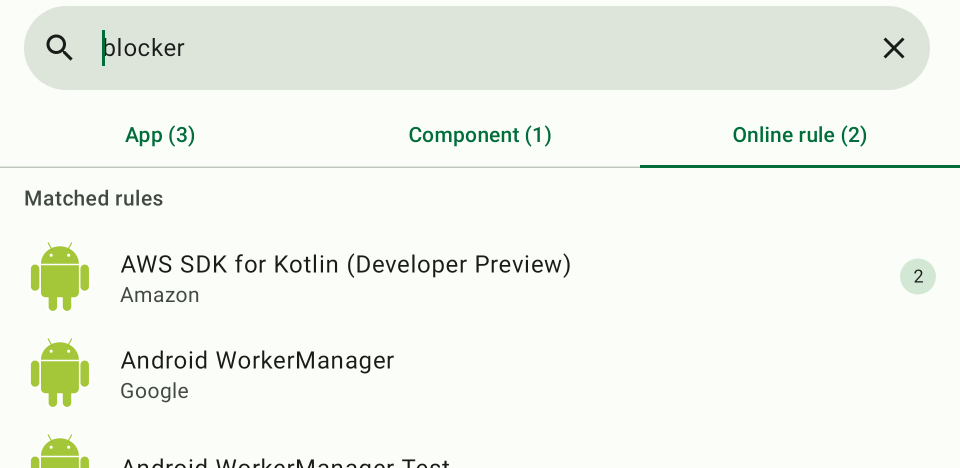 blocker
App (3) Component (1) Online rule (2)
Matched rules
AWS SDK for Kotlin (Developer Preview)
Amazon
2
Android WorkerManager
Google
Android WorkerManager Test